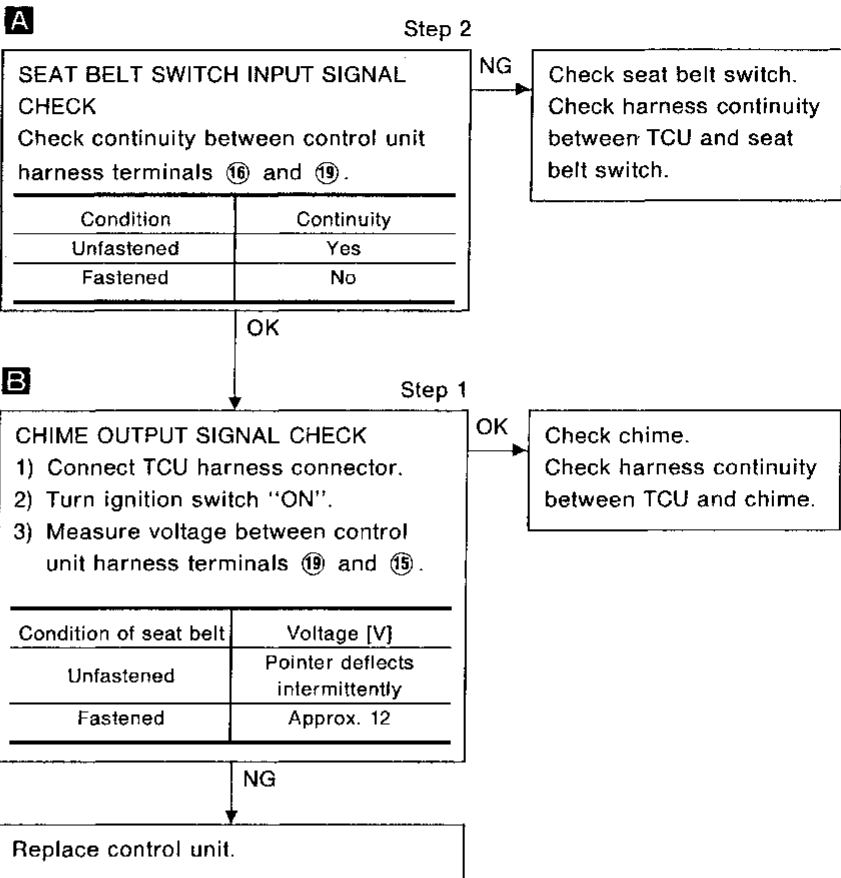 A
Step 2
SEAT BELT SWITCH INPUT SIGNAL
CHECK
Check continuity between control unit
harness terminals ⑯ and ⑲.
Condition Continuity
Unfastened Yes
Fastened No
NG
Check seat belt switch.
Check harness continuity
between TCU and seat
belt switch.
OK
B
Step 1
CHIME OUTPUT SIGNAL CHECK
1) Connect TCU harness connector.
2) Turn ignition switch "ON".
3) Measure voltage between control
unit harness terminals ⑲ and ⑮.
Condition of seat belt Voltage [V]
Unfastened Pointer deflects
intermittently
Fastened Approx. 12
OK
Check chime.
Check harness continuity
between TCU and chime.
NG
Replace control unit.